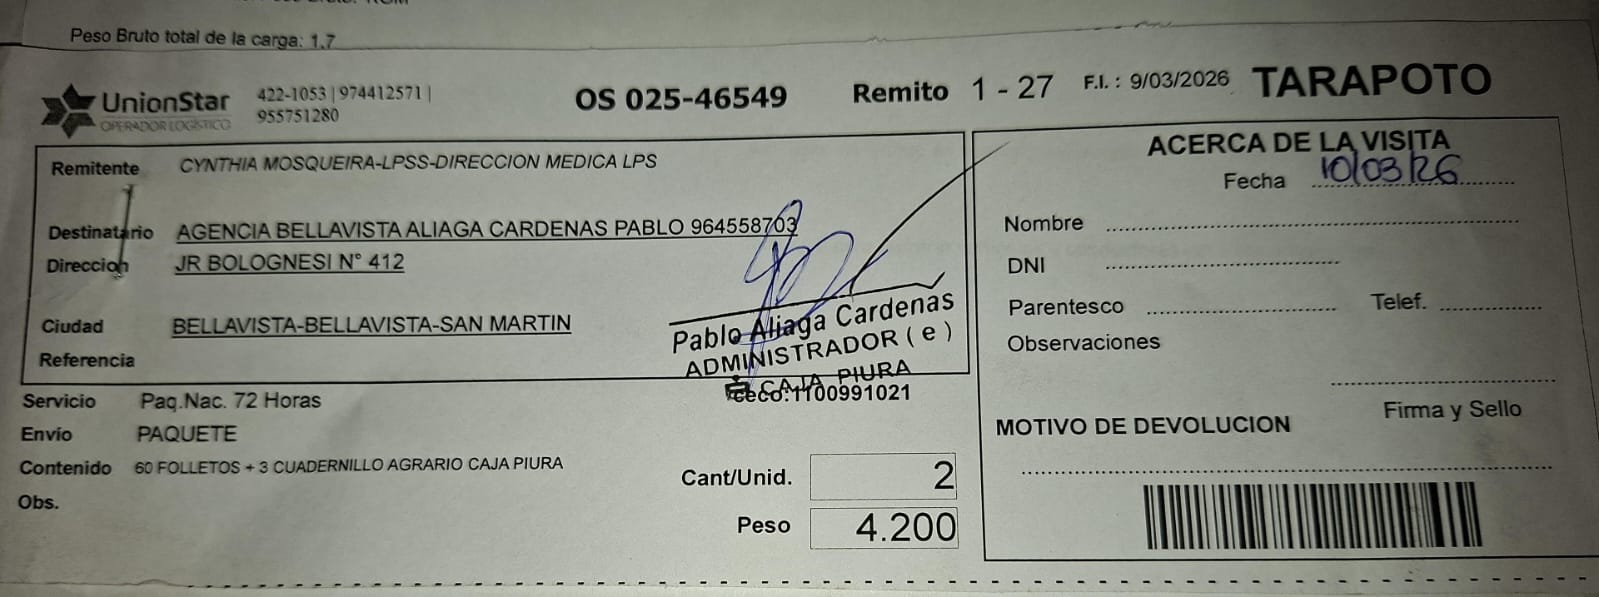 Peso Bruto total de la carga: 1,7
UnionStar
OPERADOR LOGÍSTICO
422-1053 | 974412571 |
955751280
OS 025-46549
Remito 1 - 27
F.I. : 9/03/2026
TARAPOTO
Remitente CYNTHIA MOSQUEIRA-LPSS-DIRECCION MEDICA LPS
Destinatario AGENCIA BELLAVISTA ALIAGA CARDENAS PABLO 964558703
Direccion JR BOLOGNESI N° 412
Ciudad BELLAVISTA-BELLAVISTA-SAN MARTIN
Referencia
Pablo Aliaga Cardenas
ADMINISTRADOR ( e )
CAJA PIURA
ceco:1100991021
Servicio Paq.Nac. 72 Horas
Envío PAQUETE
Contenido 60 FOLLETOS + 3 CUADERNILLO AGRARIO CAJA PIURA
Obs.
Cant/Unid. 2
Peso 4.200
ACERCA DE LA VISITA
Fecha 10/03/26
Nombre
DNI
Parentesco Telef.
Observaciones
Firma y Sello
MOTIVO DE DEVOLUCION